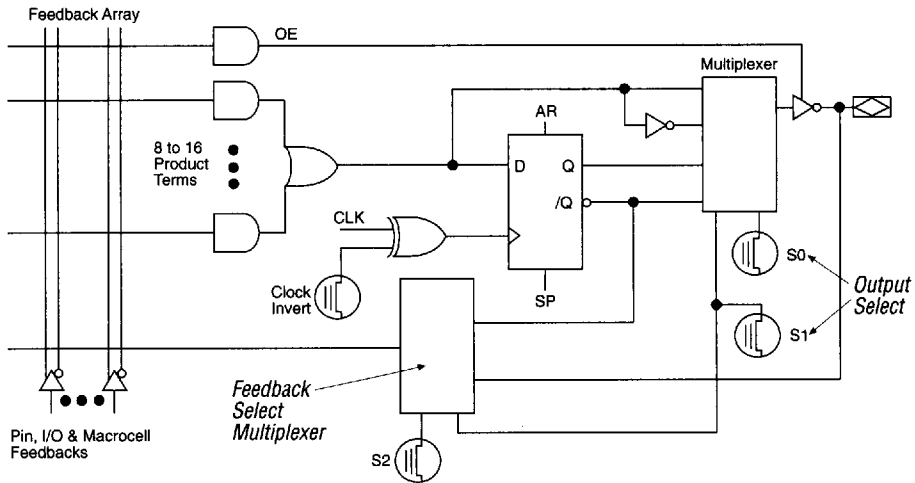 Feedback Array
OE
Multiplexer
8 to 16
Product
Terms
AR
D
Q
/Q
CLK
Clock
Invert
SP
S0
Output
Select
S1
Feedback
Select
Multiplexer
Pin, I/O & Macrocell
Feedbacks
S2